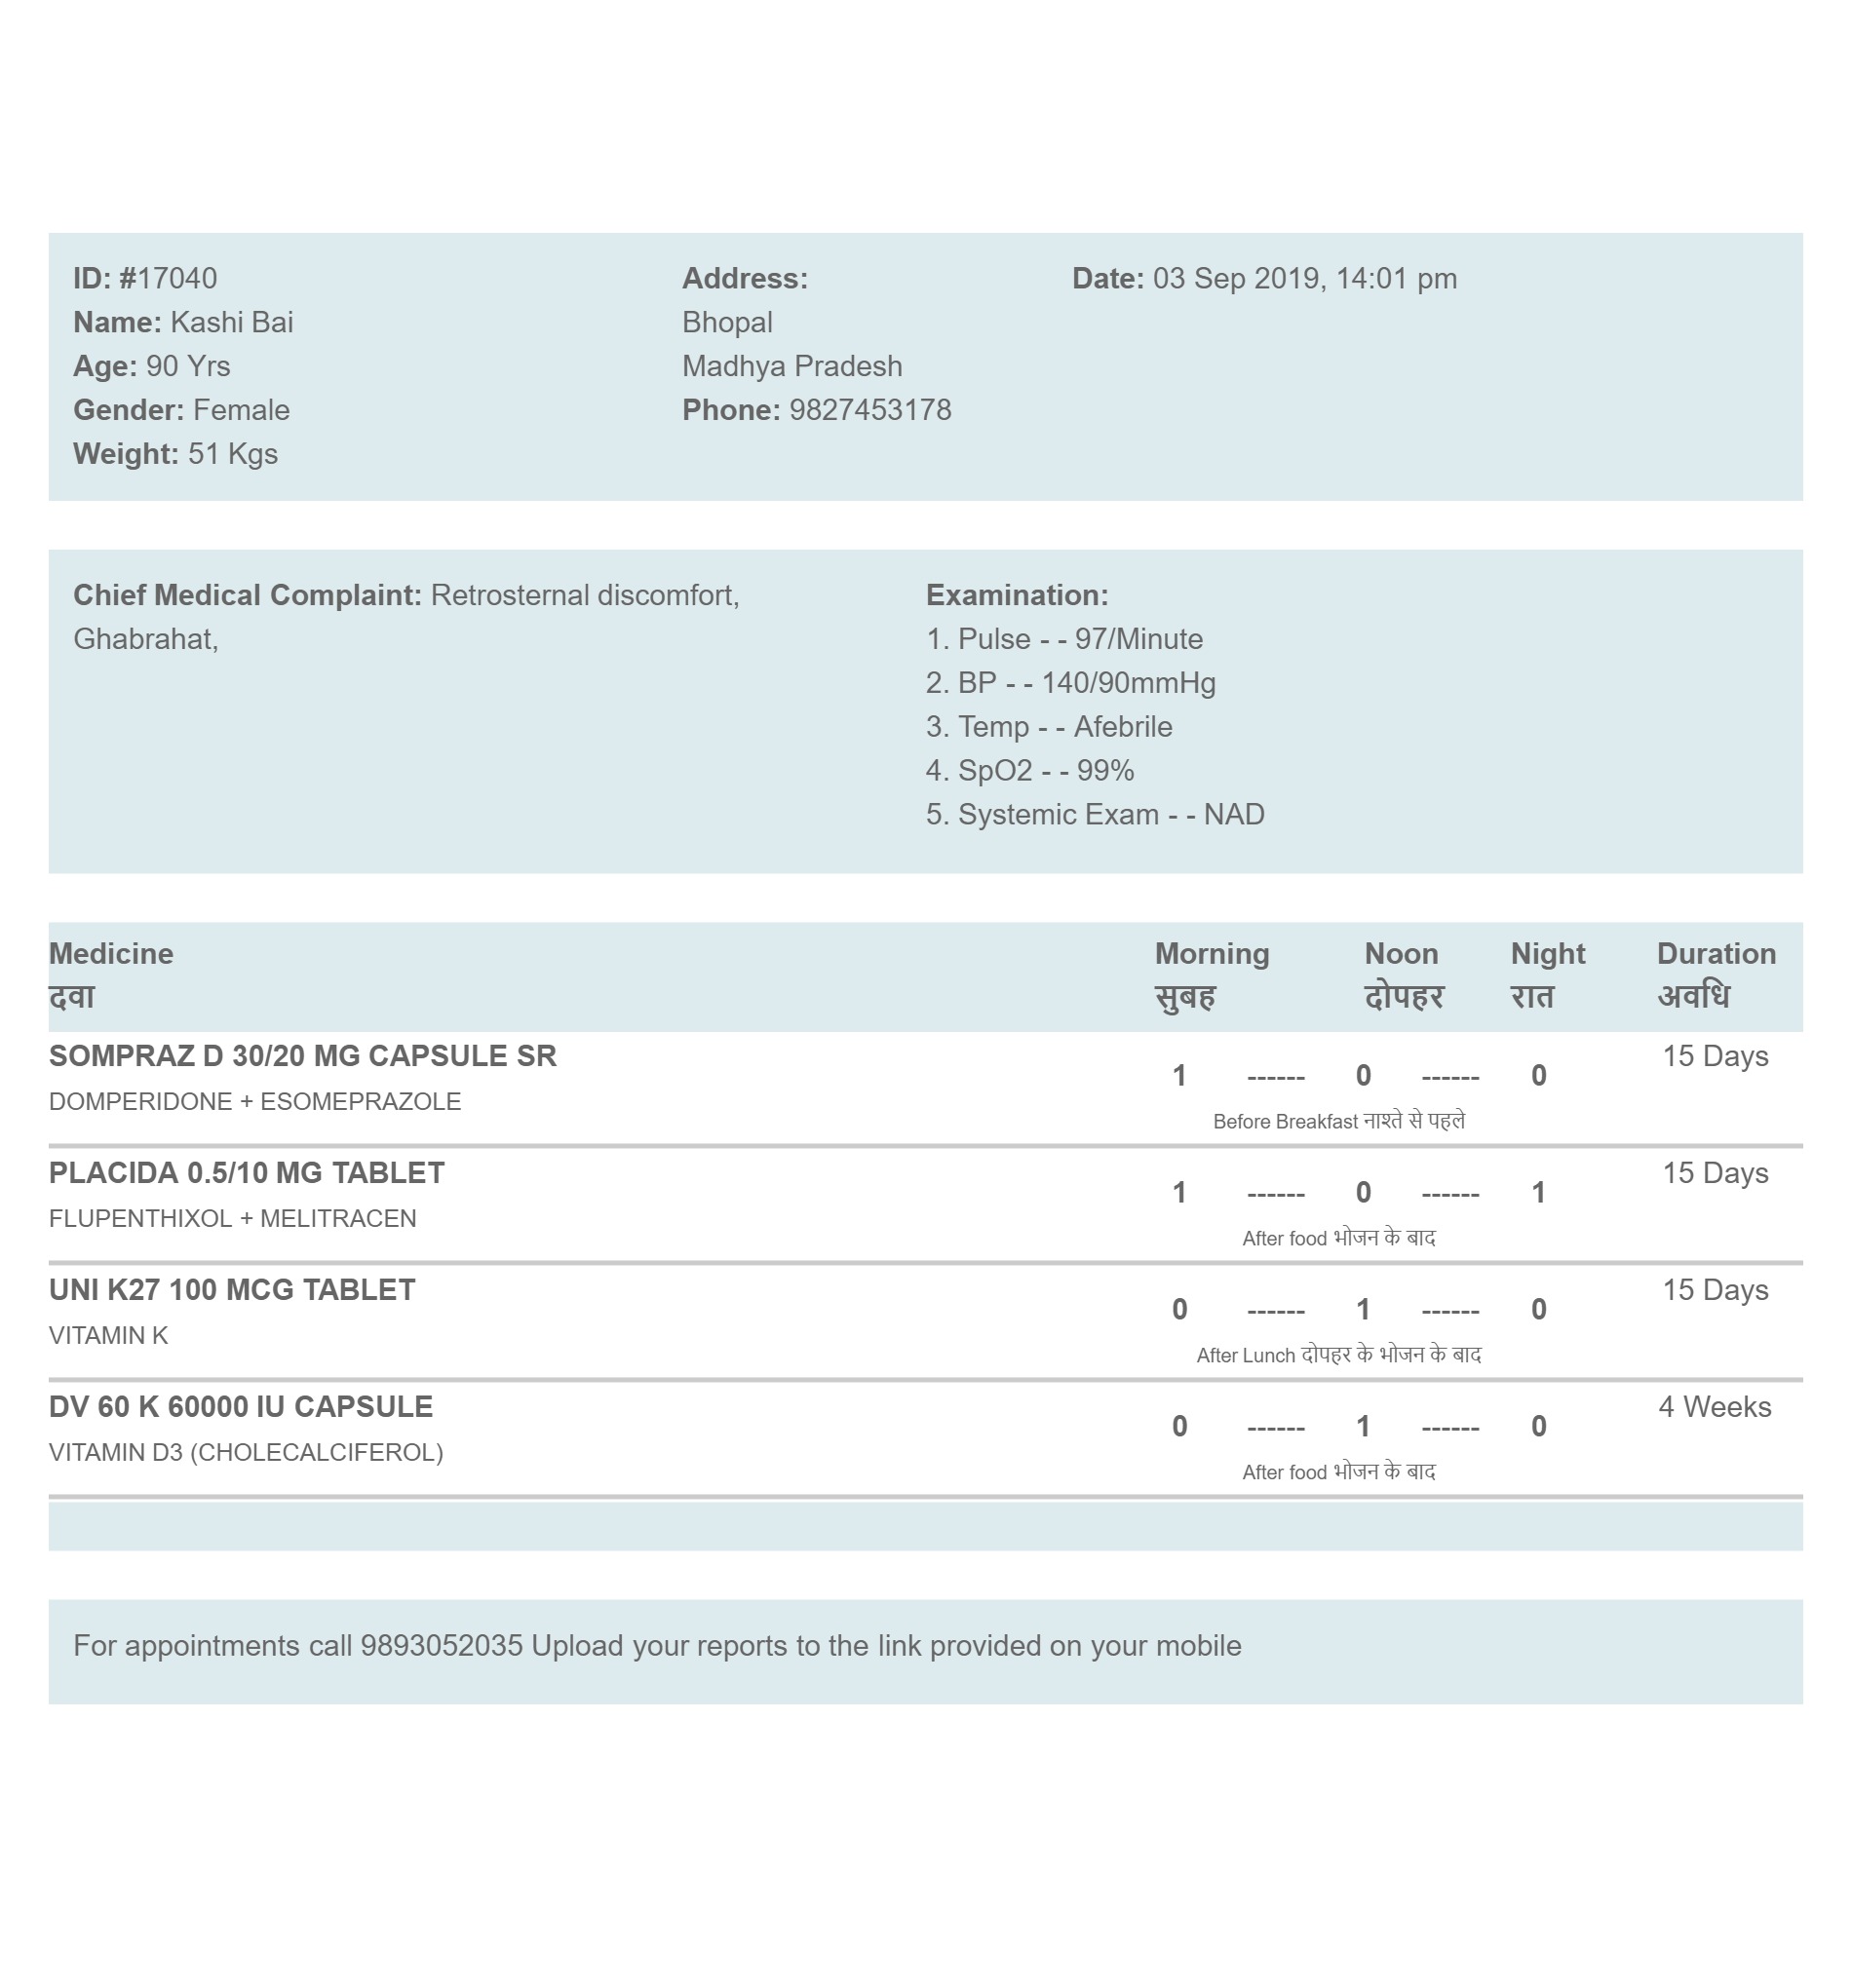 ID: #17040
Name: Kashi Bai
Age: 90 Yrs
Gender: Female
Weight: 51 Kgs
Address:
Bhopal
Madhya Pradesh
Phone: 9827453178
Date: 03 Sep 2019, 14:01 pm
Chief Medical Complaint: Retrosternal discomfort,
Ghabrahat,
Examination:
1. Pulse - - 97/Minute
2. BP - - 140/90mmHg
3. Temp - - Afebrile
4. SpO2 - - 99%
5. Systemic Exam - - NAD
Medicine Morning Noon Night Duration
दवा सुबह दोपहर रात अवधि
SOMPRAZ D 30/20 MG CAPSULE SR 1 ------ 0 ------ 0 15 Days
DOMPERIDONE + ESOMEPRAZOLE Before Breakfast नाश्ते से पहले
PLACIDA 0.5/10 MG TABLET 1 ------ 0 ------ 1 15 Days
FLUPENTHIXOL + MELITRACEN After food भोजन के बाद
UNI K27 100 MCG TABLET 0 ------ 1 ------ 0 15 Days
VITAMIN K After Lunch दोपहर के भोजन के बाद
DV 60 K 60000 IU CAPSULE 0 ------ 1 ------ 0 4 Weeks
VITAMIN D3 (CHOLECALCIFEROL) After food भोजन के बाद
For appointments call 9893052035 Upload your reports to the link provided on your mobile